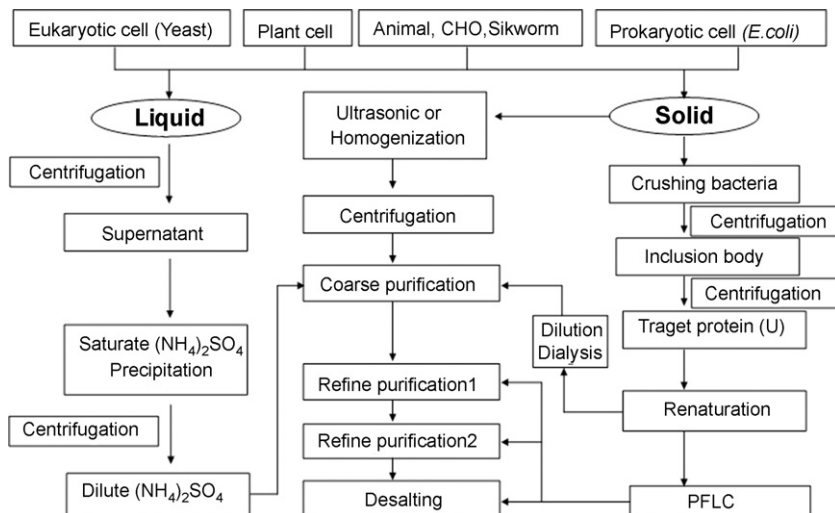 Eukaryotic cell (Yeast)
Plant cell
Animal, CHO,Sikworm
Prokaryotic cell (E.coli)
Liquid
Ultrasonic or
Homogenization
Solid
Centrifugation
Crushing bacteria
Centrifugation
Centrifugation
Supernatant
Inclusion body
Coarse purification
Centrifugation
Dilution
Dialysis
Traget protein (U)
Saturate (NH₄)₂SO₄
Precipitation
Refine purification1
Renaturation
Centrifugation
Refine purification2
Dilute (NH₄)₂SO₄
Desalting
PFLC